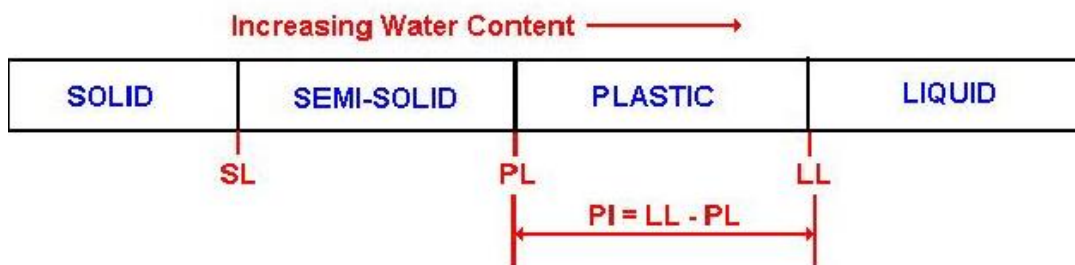 Increasing Water Content
SOLID SEMI-SOLID PLASTIC LIQUID
SL PL LL
PI = LL - PL